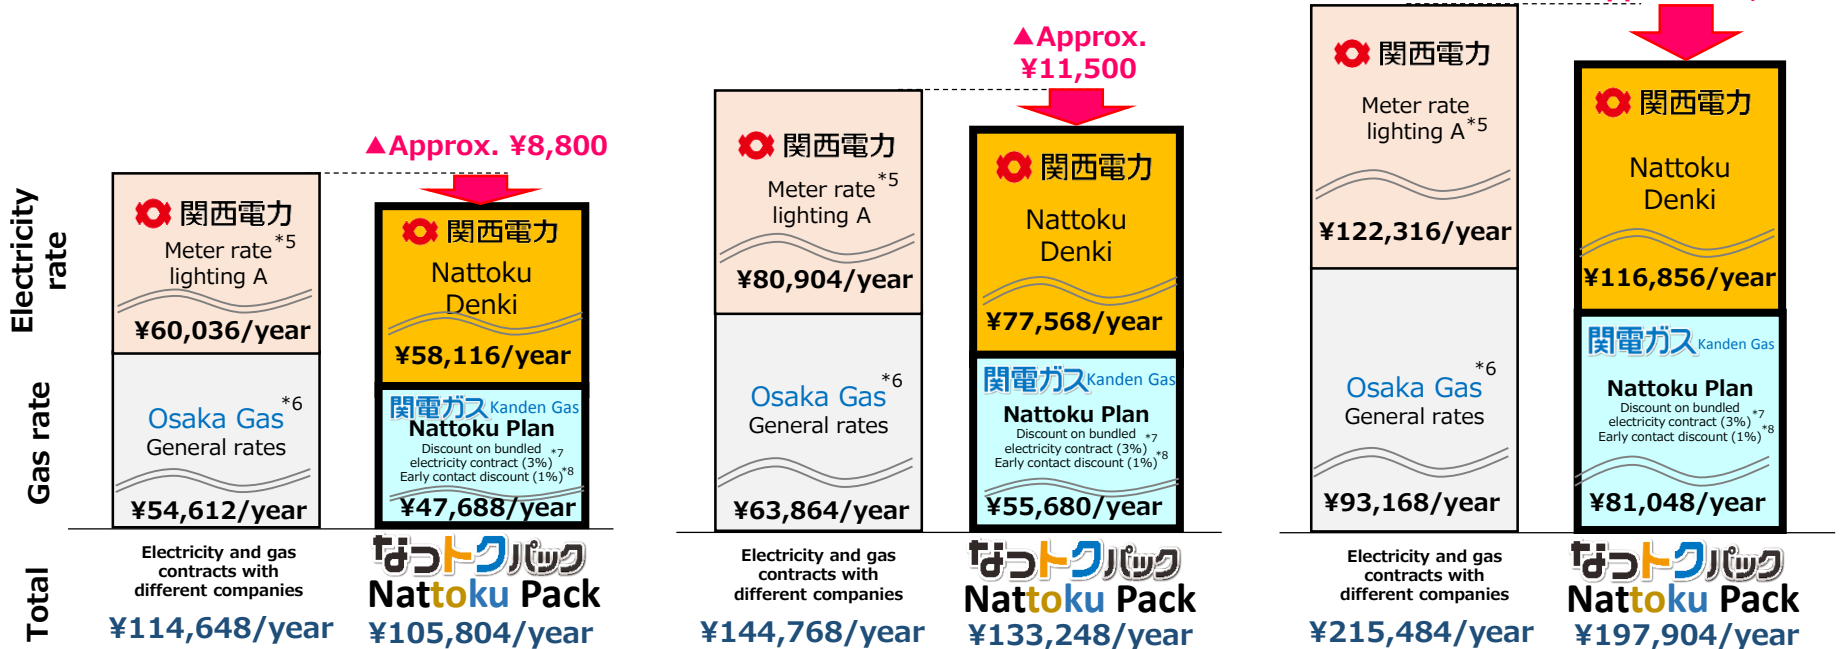 Electricity
rate
Gas rate
Total
▲Approx. ¥8,800
関西電力
Meter rate*5
lighting A
¥60,036/year
Osaka Gas*6
General rates
¥54,612/year
Electricity and gas
contracts with
different companies
¥114,648/year
関西電力
Nattoku
Denki
¥58,116/year
関電ガス Kanden Gas
Nattoku Plan
Discount on bundled
electricity contract (3%)*7
Early contact discount (1%)*8
¥47,688/year
なっトクパック
Nattoku Pack
¥105,804/year
▲Approx.
¥11,500
関西電力
Meter rate*5
lighting A
¥80,904/year
Osaka Gas*6
General rates
¥63,864/year
Electricity and gas
contracts with
different companies
¥144,768/year
関西電力
Nattoku
Denki
¥77,568/year
関電ガス Kanden Gas
Nattoku Plan
Discount on bundled
electricity contract (3%)*7
Early contact discount (1%)*8
¥55,680/year
なっトクパック
Nattoku Pack
¥133,248/year
関西電力
Meter rate
lighting A*5
¥122,316/year
Osaka Gas*6
General rates
¥93,168/year
Electricity and gas
contracts with
different companies
¥215,484/year
関西電力
Nattoku
Denki
¥116,856/year
関電ガス Kanden Gas
Nattoku Plan
Discount on bundled
electricity contract (3%)*7
Early contact discount (1%)*8
¥81,048/year
なっトクパック
Nattoku Pack
¥197,904/year